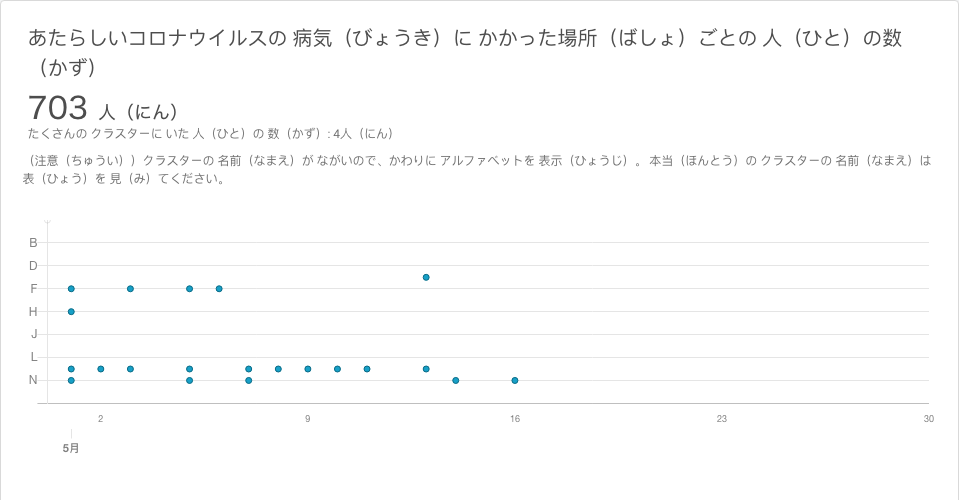 あたらしいコロナウイルスの 病気（びょうき）に かかった場所（ばしょ）ごとの 人（ひと）の数
（かず）
703 人（にん）
たくさんの クラスターに いた 人（ひと）の 数（かず）: 4人（にん）
（注意（ちゅうい））クラスターの 名前（なまえ）が ながいので、かわりに アルファベットを 表示（ひょうじ）。 本当（ほんとう）の クラスターの 名前（なまえ）は
表（ひょう）を 見（み）てください。
B
D
F
H
J
L
N
2 9 16 23 30
5月